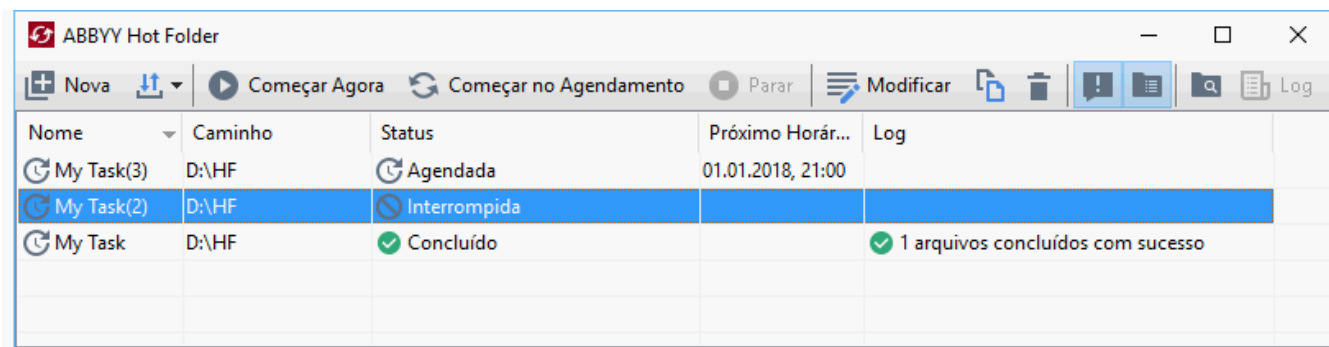 ABBYY Hot Folder
Nova Começar Agora Começar no Agendamento Parar Modificar Log
Nome Caminho Status Próximo Horár... Log
My Task(3) D:\HF Agendada 01.01.2018, 21:00
My Task(2) D:\HF Interrompida
My Task D:\HF Concluído 1 arquivos concluídos com sucesso